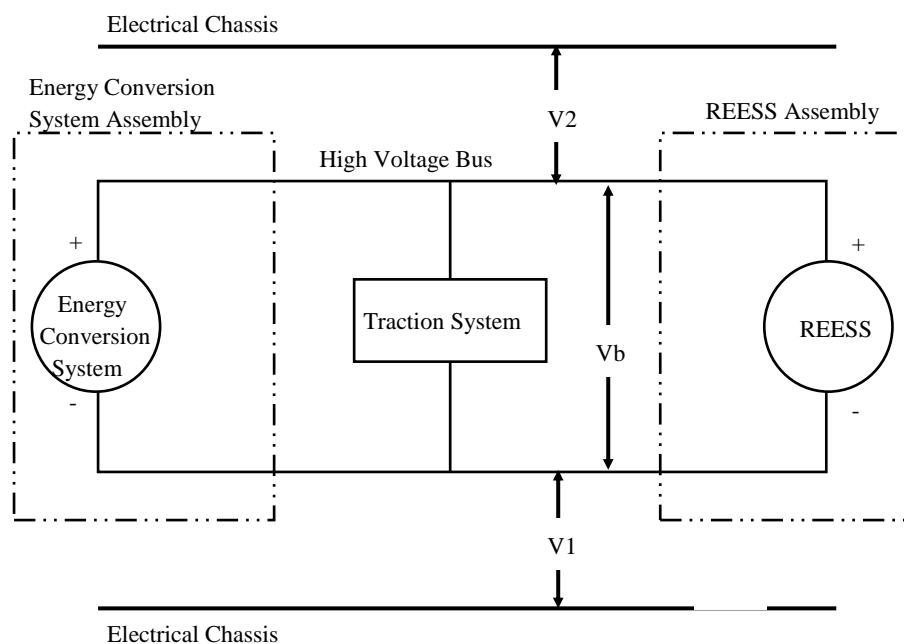 Electrical Chassis
Energy Conversion
System Assembly
V2
REESS Assembly
High Voltage Bus
+
+
Energy
Conversion
System
Traction System
Vb
REESS
-
-
V1
Electrical Chassis